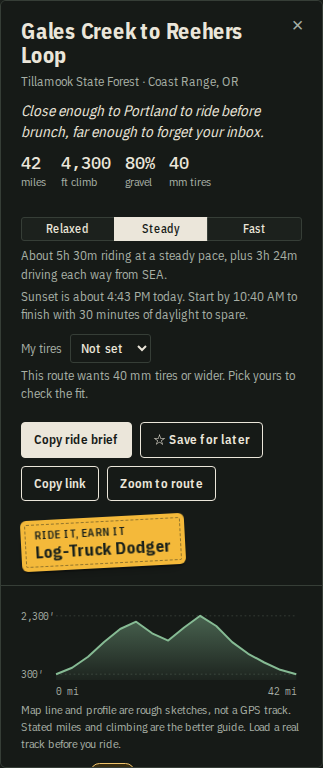 Gales Creek to Reehers
Loop
×
Tillamook State Forest · Coast Range, OR
Close enough to Portland to ride before
brunch, far enough to forget your inbox.
42 4,300 80% 40
miles ft climb gravel mm tires
Relaxed Steady Fast
About 5h 30m riding at a steady pace, plus 3h 24m
driving each way from SEA.
Sunset is about 4:43 PM today. Start by 10:40 AM to
finish with 30 minutes of daylight to spare.
My tires Not set
This route wants 40 mm tires or wider. Pick yours to
check the fit.
Copy ride brief ☆ Save for later
Copy link Zoom to route
RIDE IT, EARN IT
Log-Truck Dodger
2,300′
300′
0 mi 42 mi
Map line and profile are rough sketches, not a GPS track.
Stated miles and climbing are the better guide. Load a real
track before you ride.